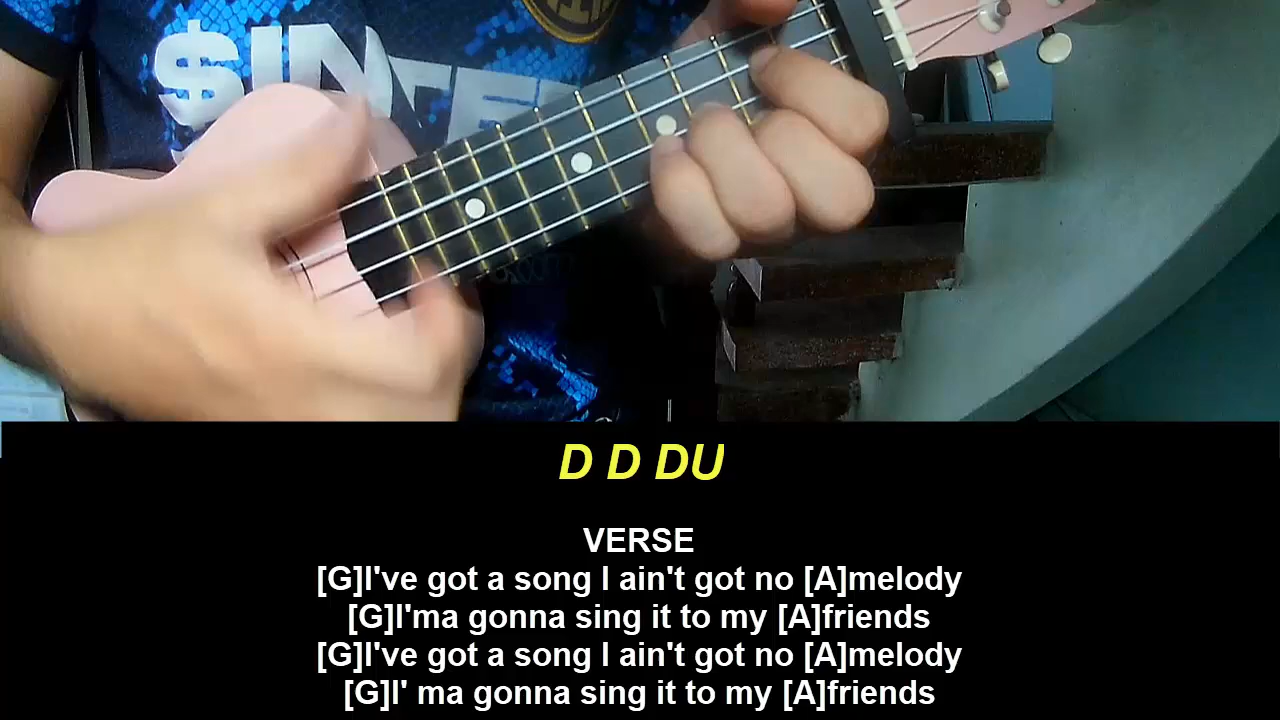 $INTE
D D DU
VERSE
[G]I've got a song I ain't got no [A]melody
[G]I'ma gonna sing it to my [A]friends
[G]I've got a song I ain't got no [A]melody
[G]I' ma gonna sing it to my [A]friends